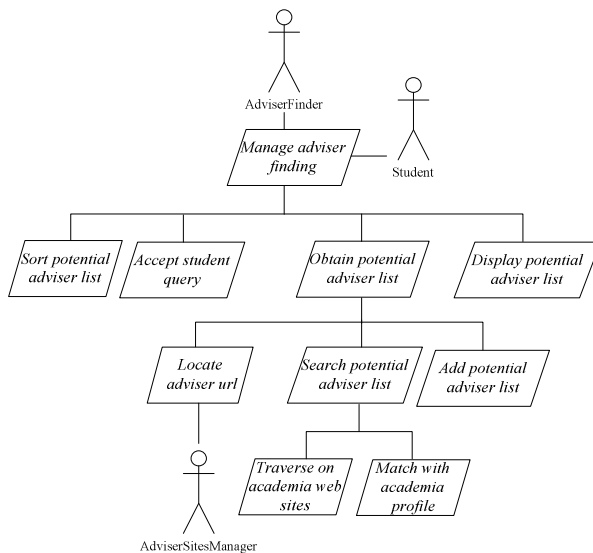 AdviserFinder
Student
Manage adviser
finding
Sort potential
adviser list
Accept student
query
Obtain potential
adviser list
Display potential
adviser list
Locate
adviser url
Search potential
adviser list
Add potential
adviser list
Traverse on
academia web
sites
Match with
academia
profile
AdviserSitesManager